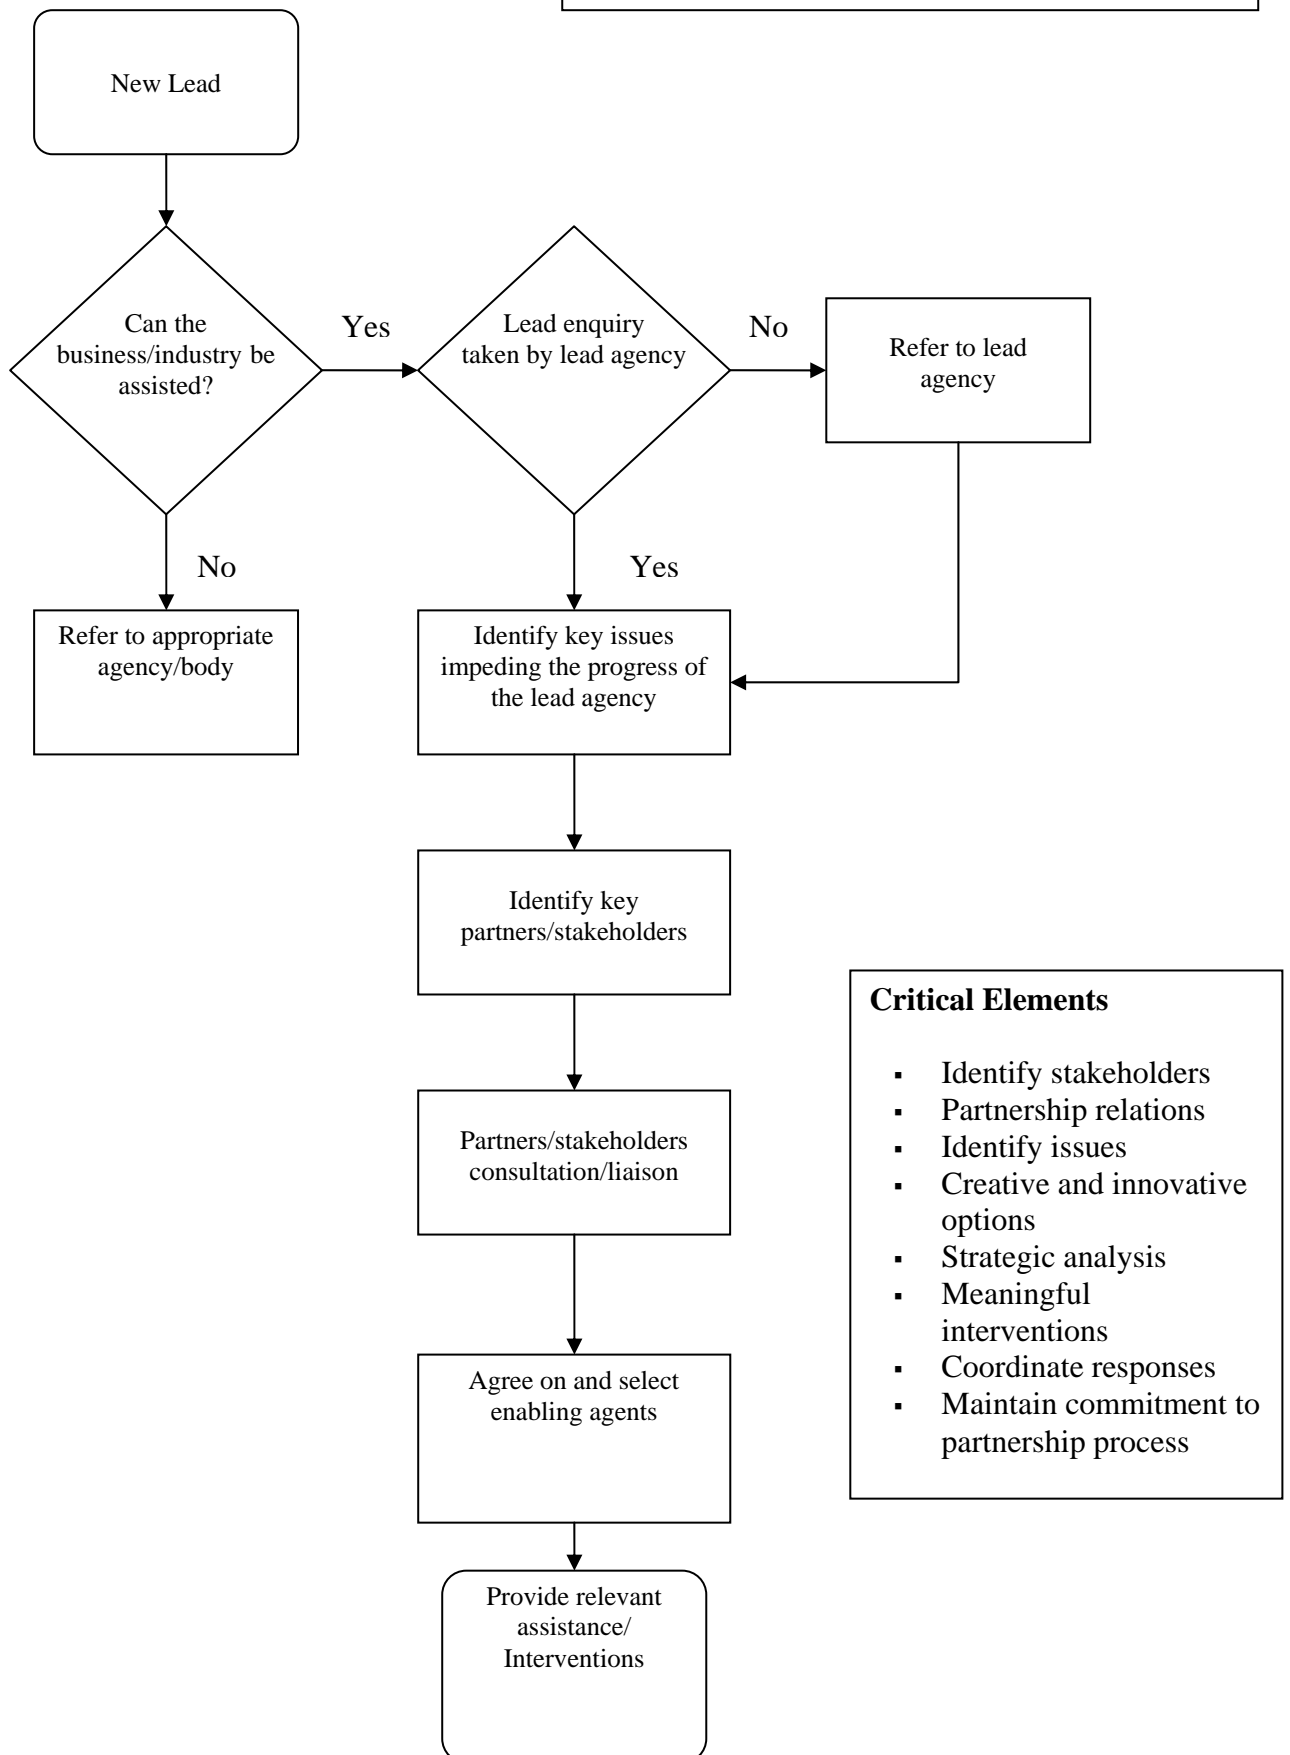 New Lead
Can the
business/industry be
assisted?
Yes
Lead enquiry
taken by lead agency
No
Refer to lead
agency
No
Yes
Refer to appropriate
agency/body
Identify key issues
impeding the progress of
the lead agency
Identify key
partners/stakeholders
Partners/stakeholders
consultation/liaison
Agree on and select
enabling agents
Provide relevant
assistance/
Interventions
Critical Elements
▪ Identify stakeholders
▪ Partnership relations
▪ Identify issues
▪ Creative and innovative
options
▪ Strategic analysis
▪ Meaningful
interventions
▪ Coordinate responses
▪ Maintain commitment to
partnership process